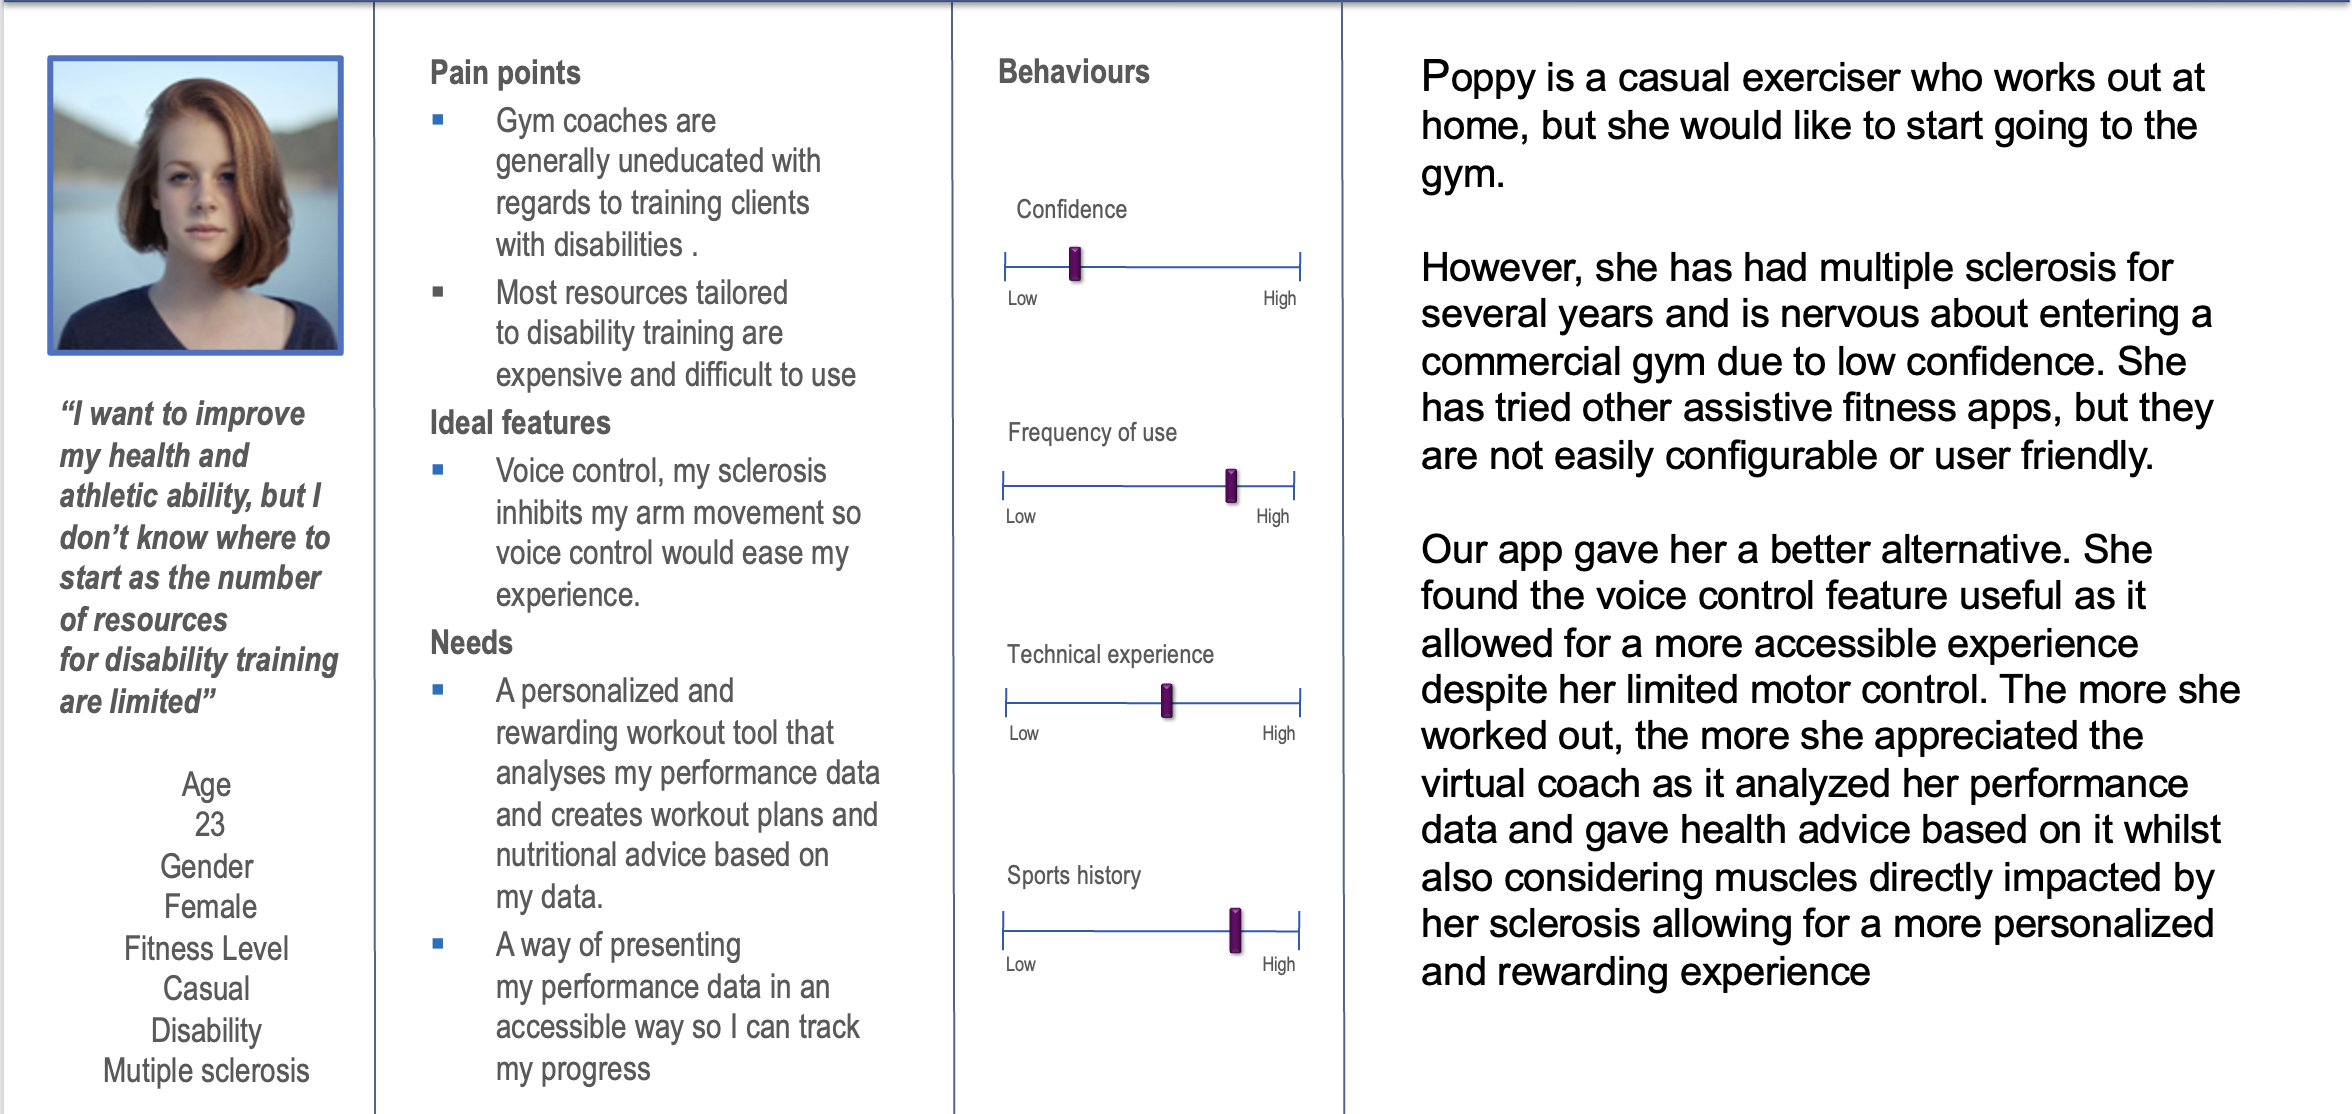 “I want to improve
my health and
athletic ability, but I
don’t know where to
start as the number
of resources
for disability training
are limited”
Age
23
Gender
Female
Fitness Level
Casual
Disability
Mutiple sclerosis
Pain points
▪ Gym coaches are
generally uneducated with
regards to training clients
with disabilities .
▪ Most resources tailored
to disability training are
expensive and difficult to use
Ideal features
▪ Voice control, my sclerosis
inhibits my arm movement so
voice control would ease my
experience.
Needs
▪ A personalized and
rewarding workout tool that
analyses my performance data
and creates workout plans and
nutritional advice based on
my data.
▪ A way of presenting
my performance data in an
accessible way so I can track
my progress
Behaviours
Confidence
Low High
Frequency of use
Low High
Technical experience
Low High
Sports history
Low High
Poppy is a casual exerciser who works out at
home, but she would like to start going to the
gym.
However, she has had multiple sclerosis for
several years and is nervous about entering a
commercial gym due to low confidence. She
has tried other assistive fitness apps, but they
are not easily configurable or user friendly.
Our app gave her a better alternative. She
found the voice control feature useful as it
allowed for a more accessible experience
despite her limited motor control. The more she
worked out, the more she appreciated the
virtual coach as it analyzed her performance
data and gave health advice based on it whilst
also considering muscles directly impacted by
her sclerosis allowing for a more personalized
and rewarding experience